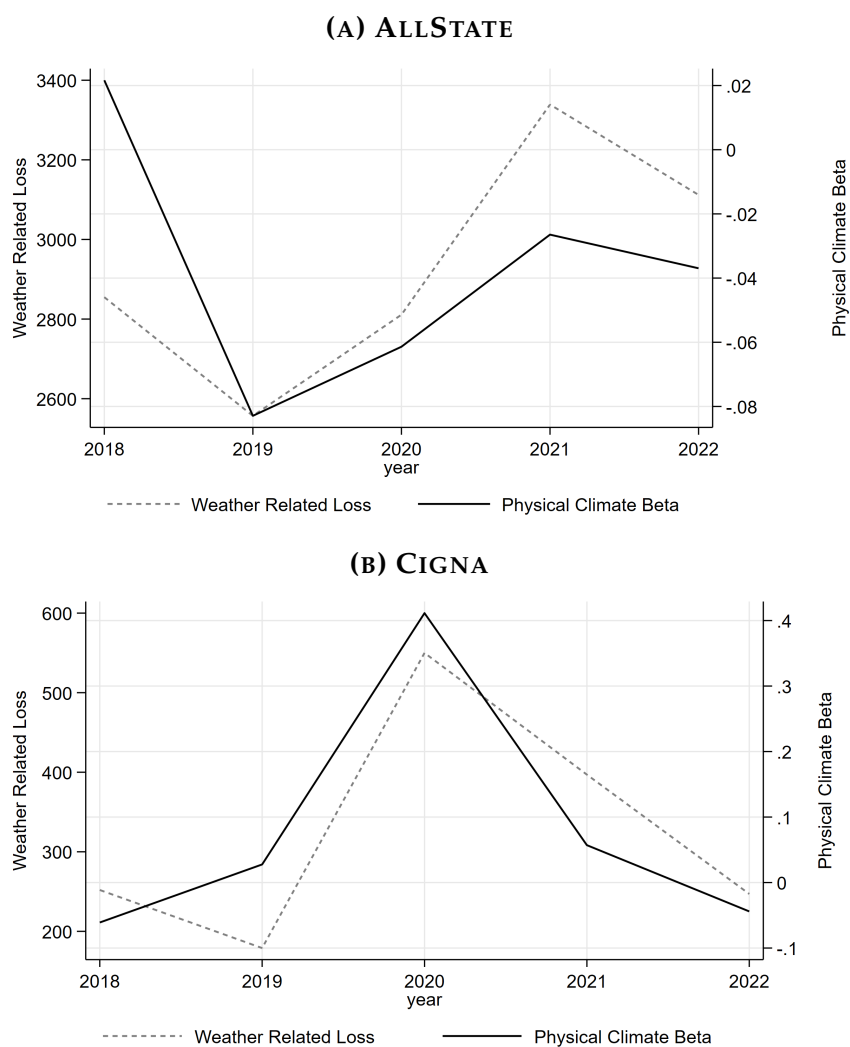 (A) ALLSTATE
3400
3200
3000
2800
2600
Weather Related Loss
.02
0
-.02
-.04
-.06
-.08
Physical Climate Beta
2018 2019 2020 2021 2022
year
Weather Related Loss Physical Climate Beta
(B) CIGNA
600
500
400
300
200
Weather Related Loss
.4
.3
.2
.1
0
-.1
Physical Climate Beta
2018 2019 2020 2021 2022
year
Weather Related Loss Physical Climate Beta